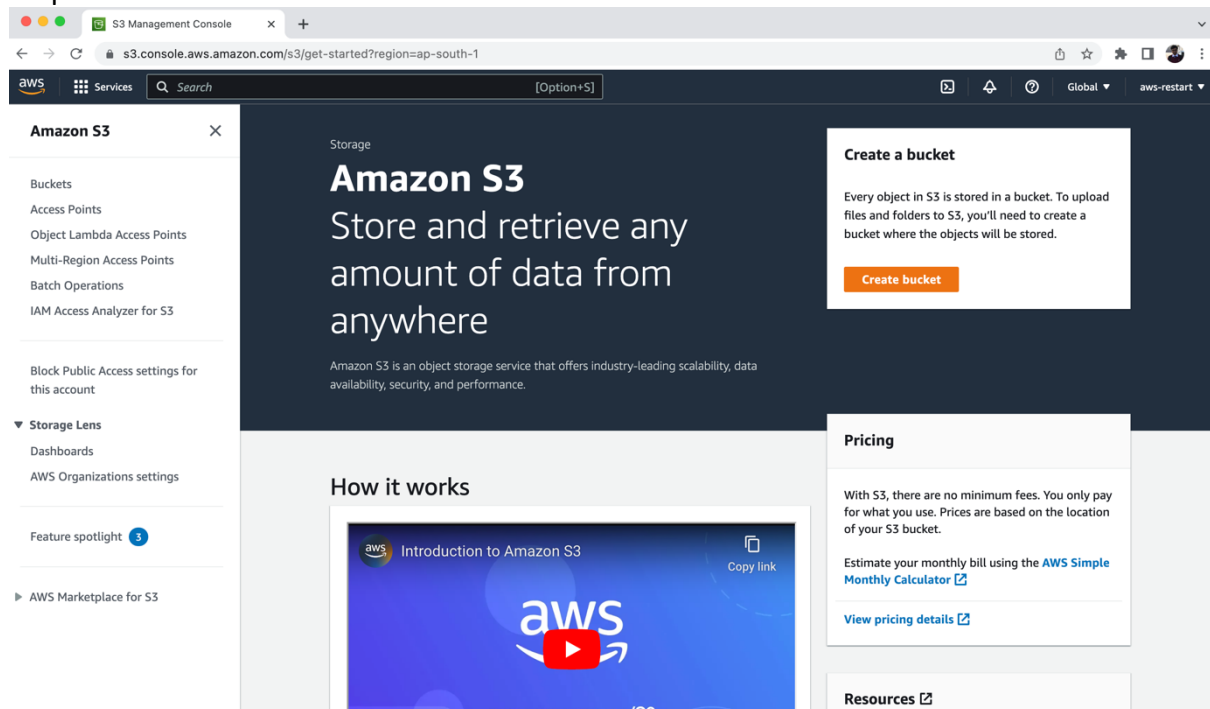 S3 Management Console
s3.console.aws.amazon.com/s3/get-started?region=ap-south-1
aws
Services
Search
[Option+S]
Global
aws-restart
Amazon S3
Buckets
Access Points
Object Lambda Access Points
Multi-Region Access Points
Batch Operations
IAM Access Analyzer for S3
Block Public Access settings for
this account
Storage Lens
Dashboards
AWS Organizations settings
Feature spotlight 3
AWS Marketplace for S3
Storage
Amazon S3
Store and retrieve any
amount of data from
anywhere
Amazon S3 is an object storage service that offers industry-leading scalability, data
availability, security, and performance.
Create a bucket
Every object in S3 is stored in a bucket. To upload
files and folders to S3, you'll need to create a
bucket where the objects will be stored.
Create bucket
How it works
aws
Introduction to Amazon S3
Copy link
aws
Pricing
With S3, there are no minimum fees. You only pay
for what you use. Prices are based on the location
of your S3 bucket.
Estimate your monthly bill using the AWS Simple
Monthly Calculator
View pricing details
Resources